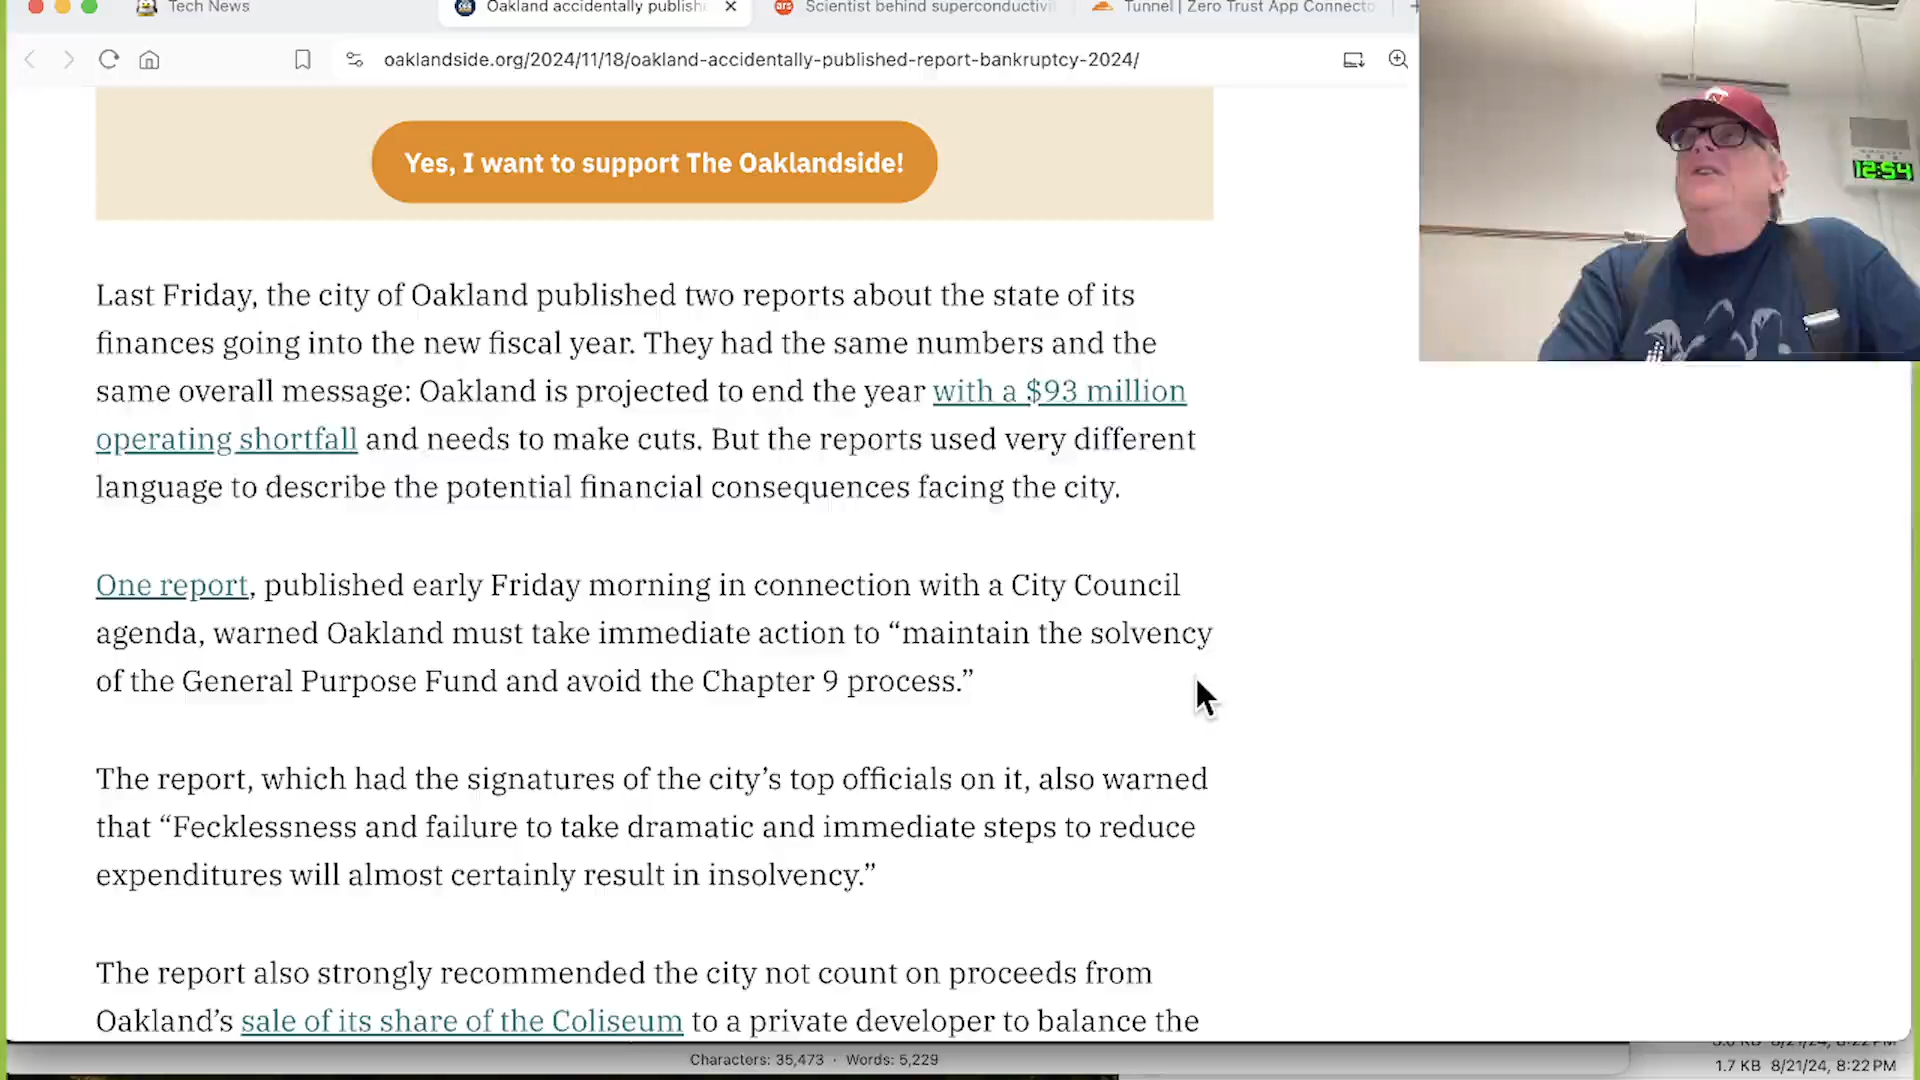 Tech News
Oakland accidentally publish
Scientist behind superconductivi
Tunnel | Zero Trust App Connecto
oaklandside.org/2024/11/18/oakland-accidentally-published-report-bankruptcy-2024/
12:54
Yes, I want to support The Oaklandside!
Last Friday, the city of Oakland published two reports about the state of its
finances going into the new fiscal year. They had the same numbers and the
same overall message: Oakland is projected to end the year with a $93 million
operating shortfall and needs to make cuts. But the reports used very different
language to describe the potential financial consequences facing the city.
One report, published early Friday morning in connection with a City Council
agenda, warned Oakland must take immediate action to “maintain the solvency
of the General Purpose Fund and avoid the Chapter 9 process.”
The report, which had the signatures of the city’s top officials on it, also warned
that “Fecklessness and failure to take dramatic and immediate steps to reduce
expenditures will almost certainly result in insolvency.”
The report also strongly recommended the city not count on proceeds from
Oakland’s sale of its share of the Coliseum to a private developer to balance the
Characters: 35,473 · Words: 5,229
1.7 KB 8/21/24, 8:22 PM